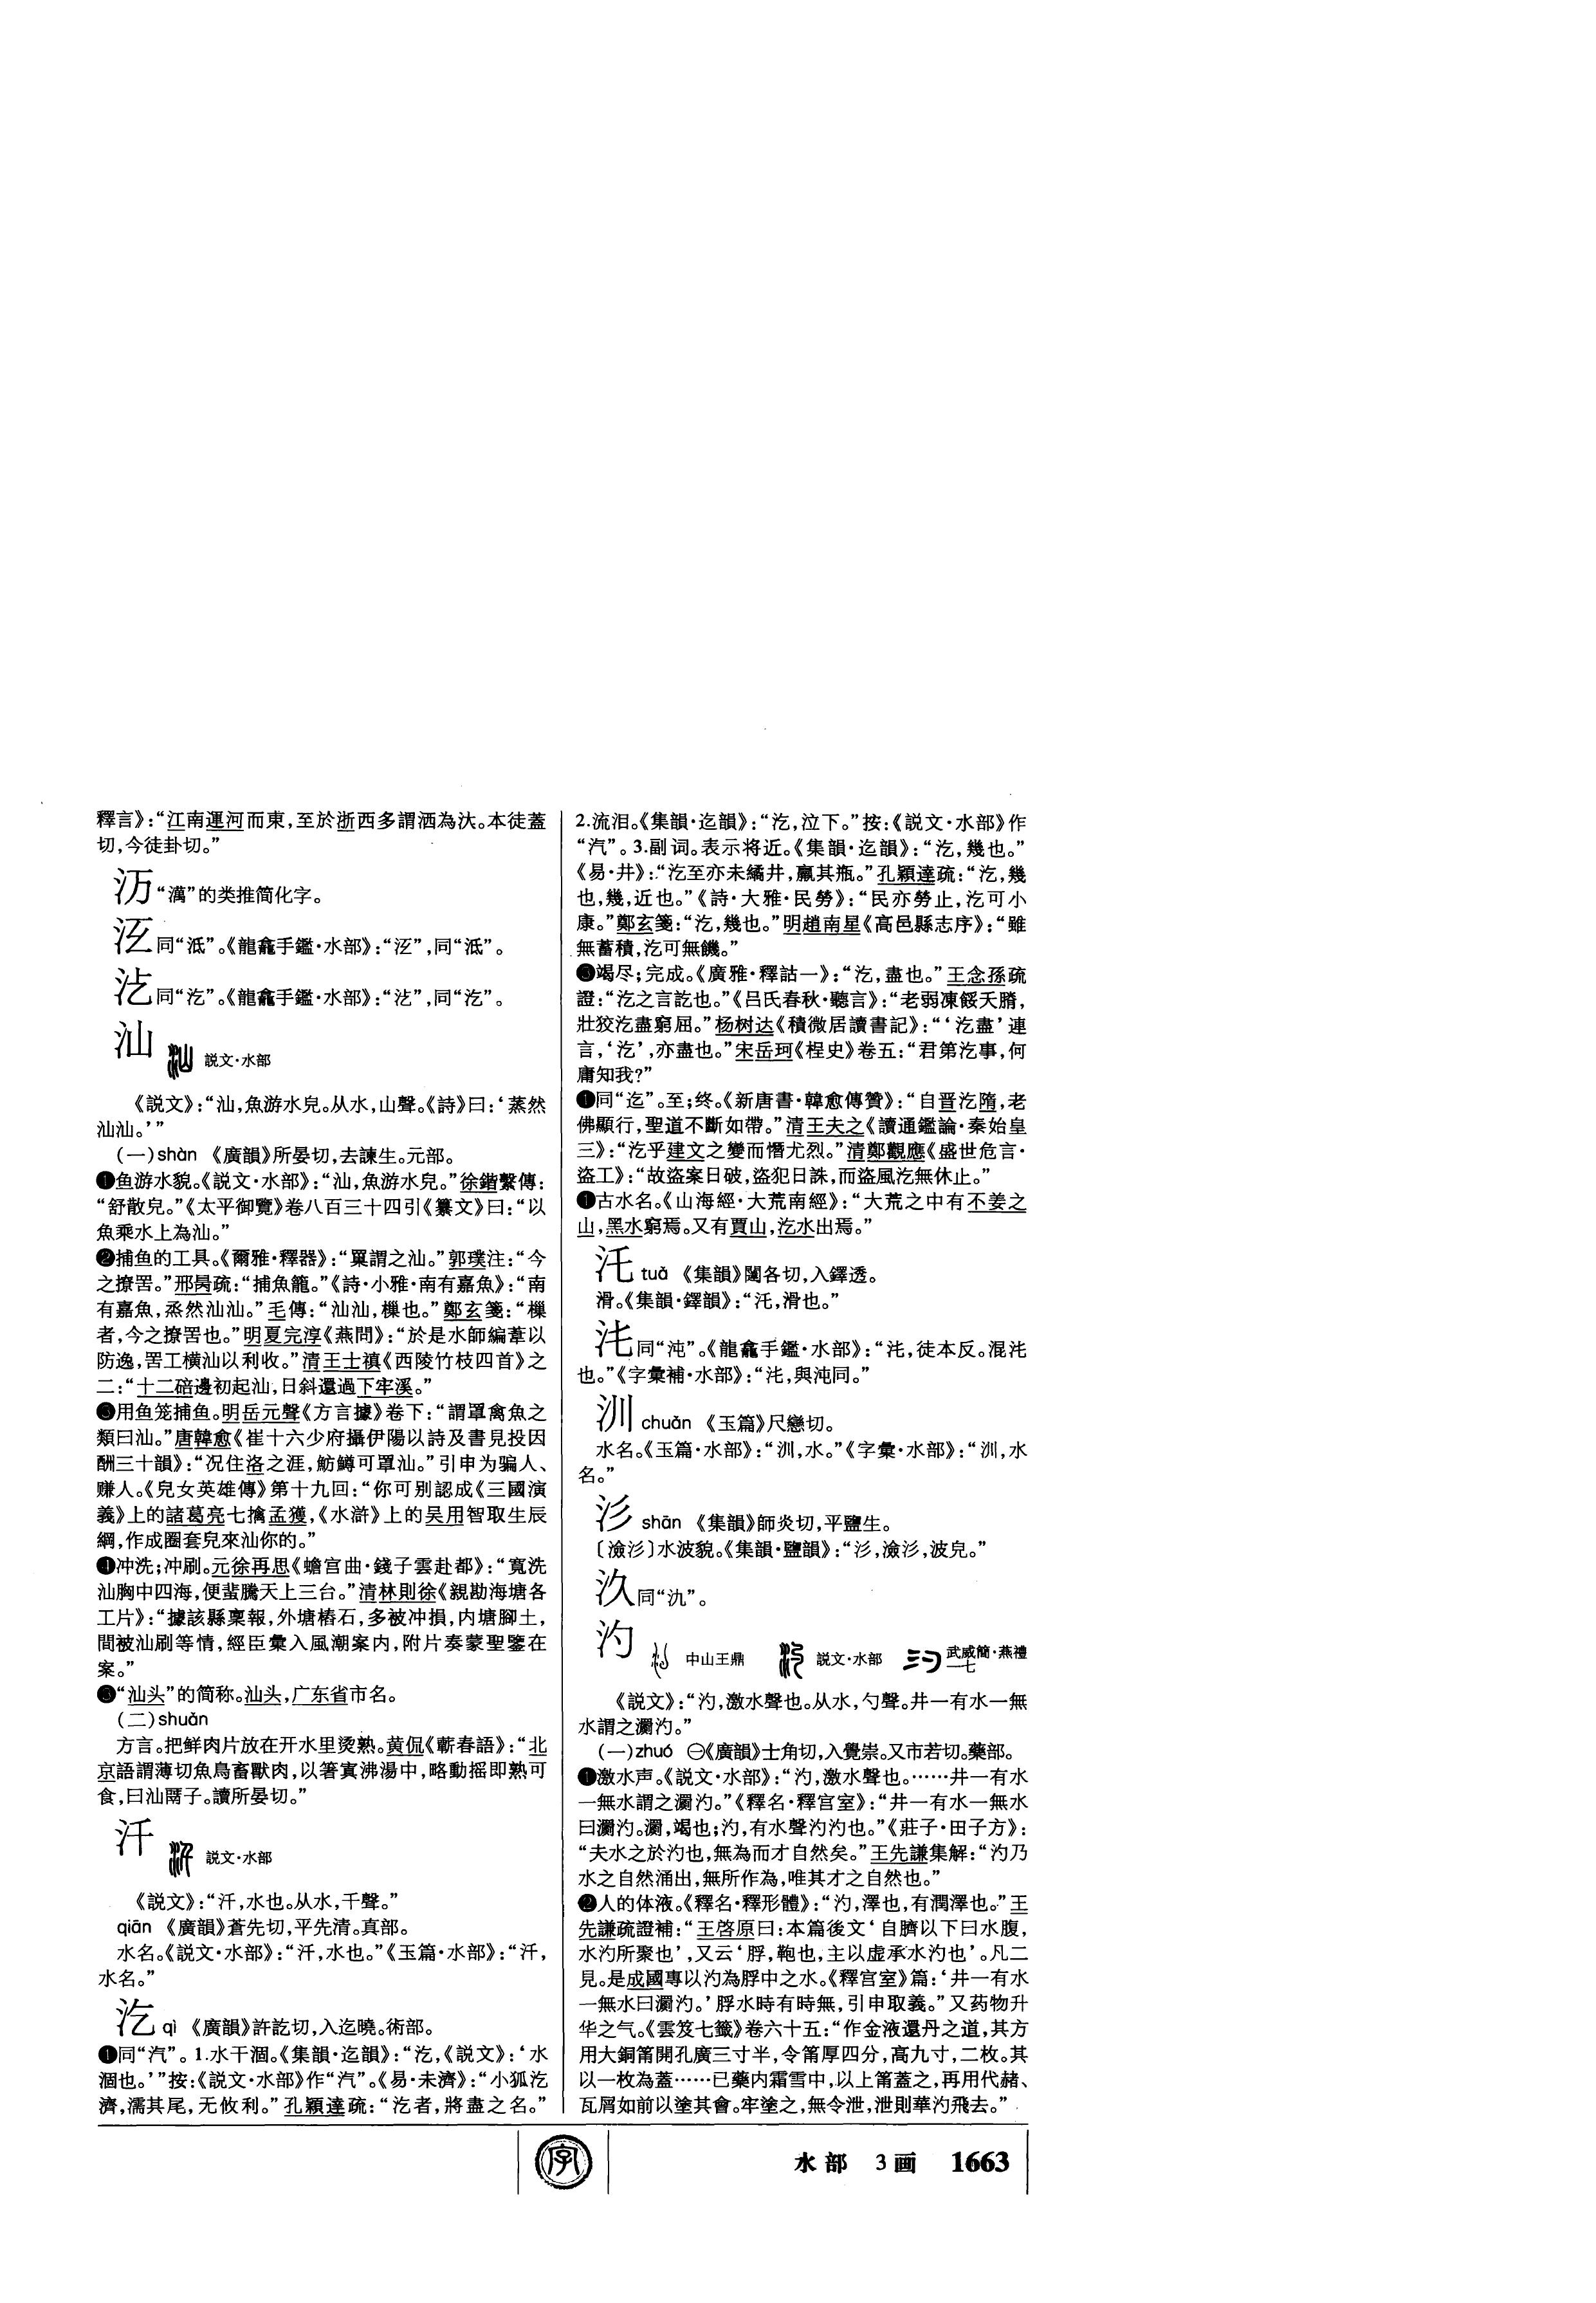 釋言》：“江南運河而東，至於浙西多謂洒為汏。本徒蓋
切，今徒卦切。”
沥“澫”的类推简化字。
同“泜”。《龍龕手鑑·水部》：“”，同“泜”。
同“汔”。《龍龕手鑑·水部》：“”，同“汔”。
汕 説文·水部
《説文》：“汕，魚游水皃。从水，山聲。《詩》曰：‘蒸然
汕汕。’”
（一）shàn 《廣韻》所晏切，去諫生。元部。
❶鱼游水貌。《説文·水部》：“汕，魚游水皃。”徐鍇繫傳：
“舒散皃。”《太平御覽》卷八百三十四引《纂文》曰：“以
魚乘水上為汕。”
❷捕鱼的工具。《爾雅·釋器》：“罺謂之汕。”郭璞注：“今
之撩罟。”邢昺疏：“捕魚籠。”《詩·小雅·南有嘉魚》：“南
有嘉魚，烝然汕汕。”毛傳：“汕汕，樔也。”鄭玄箋：“樔
者，今之撩罟也。”明夏完淳《燕問》：“於是水師編葦以
防逸，罟工横汕以利收。”清王士禛《西陵竹枝四首》之
二：“十二碚邊初起汕，日斜還過下牢溪。”
❸用鱼笼捕鱼。明岳元聲《方言據》卷下：“謂罩禽魚之
類曰汕。”唐韓愈《崔十六少府攝伊陽以詩及書見投因
酬三十韻》：“况住洛之涯，魴鱒可罩汕。”引申为骗人、
赚人。《兒女英雄傳》第十九回：“你可别認成《三國演
義》上的諸葛亮七擒孟獲，《水滸》上的吴用智取生辰
綱，作成圈套兒來汕你的。”
❹冲洗；冲刷。元徐再思《蟾宫曲·錢子雲赴都》：“寬洗
汕胸中四海，便蜚騰天上三台。”清林則徐《親勘海塘各
工片》：“據該縣稟報，外塘樁石，多被冲損，内塘腳土，
間被汕刷等情，經臣彙入風潮案内，附片奏蒙聖鑒在
案。”
❺“汕头”的简称。汕头，广东省市名。
（二）shuàn
方言。把鲜肉片放在开水里烫熟。黄侃《蘄春語》：“北
京語謂薄切魚鳥畜獸肉，以箸寘沸湯中，略動摇即熟可
食，曰汕鬲子。讀所晏切。”
汘 説文·水部
《説文》：“汘，水也。从水，千聲。”
qiān 《廣韻》蒼先切，平先清。真部。
水名。《説文·水部》：“汘，水也。”《玉篇·水部》：“汘，
水名。”
汔 qì 《廣韻》許訖切，入迄曉。術部。
❶同“汽”。1.水干涸。《集韻·迄韻》：“汔，《説文》：‘水
涸也。’”按：《説文·水部》作“汽”。《易·未濟》：“小狐汔
濟，濡其尾，无攸利。”孔穎達疏：“汔者，將盡之名。”
2.流泪。《集韻·迄韻》：“汔，泣下。”按：《説文·水部》作
“汽”。3.副词。表示将近。《集韻·迄韻》：“汔，幾也。”
《易·井》：“汔至亦未繘井，羸其瓶。”孔穎達疏：“汔，幾
也，幾，近也。”《詩·大雅·民勞》：“民亦勞止，汔可小
康。”鄭玄箋：“汔，幾也。”明趙南星《高邑縣志序》：“雖
無蓄積，汔可無饑。”
竭尽；完成。《廣雅·釋詁一》：“汔，盡也。”王念孫疏
證：“汔之言訖也。”《吕氏春秋·聽言》：“老弱凍餒夭膌，
壯狡汔盡窮屈。”杨树达《積微居讀書記》：“‘汔盡’連
言，‘汔’，亦盡也。”宋岳珂《桯史》卷五：“君第汔事，何
庸知我？”
同“迄”。至；终。《新唐書·韓愈傳贊》：“自晋汔隋，老
佛顯行，聖道不斷如帶。”清王夫之《讀通鑑論·秦始皇
三》：“汔乎建文之變而憯尤烈。”清鄭觀應《盛世危言·
盗工》：“故盗案日破，盗犯日誅，而盗風汔無休止。”
古水名。《山海經·大荒南經》：“大荒之中有不姜之
山，黑水窮焉。又有賈山，汔水出焉。”
汑 tuǎ 《集韻》闥各切，入鐸透。
滑。《集韻·鐸韻》：“汑，滑也。”
同“沌”。《龍龕手鑑·水部》：“，徒本反。混
也。”《字彙補·水部》：“，與沌同。”
汌 chuǎn 《玉篇》尺戀切。
水名。《玉篇·水部》：“汌，水。”《字彙·水部》：“汌，水
名。”
㲚 shān 《集韻》師炎切，平鹽生。
〔澰㲚〕水波貌。《集韻·鹽韻》：“㲚，澰㲚，波皃。”
汣同“氿”。
汋 中山王鼎 説文·水部 武威簡·燕禮一七
《説文》：“汋，激水聲也。从水，勺聲。井一有水一無
水謂之瀱汋。”
（一）zhuó ㊀《廣韻》士角切，入覺崇。又市若切。藥部。
❶激水声。《説文·水部》：“汋，激水聲也。……井一有水
一無水謂之瀱汋。”《釋名·釋宫室》：“井一有水一無水
曰瀱汋。瀱，竭也；汋，有水聲汋汋也。”《莊子·田子方》：
“夫水之於汋也，無為而才自然矣。”王先謙集解：“汋乃
水之自然涌出，無所作為，唯其才之自然也。”
❷人的体液。《釋名·釋形體》：“汋，澤也，有潤澤也。”王
先謙疏證補：“王啓原曰：本篇後文‘自臍以下曰水腹，
水汋所聚也’，又云‘脬，鞄也，主以虚承水汋也’。凡二
見。是成國專以汋為脬中之水。《釋宫室》篇：‘井一有水
一無水曰瀱汋。’脬水時有時無，引申取義。”又药物升
华之气。《雲笈七籤》卷六十五：“作金液還丹之道，其方
用大銅筩開孔廣三寸半，令筩厚四分，高九寸，二枚。其
以一枚為蓋……已藥内霜雪中，以上筩蓋之，再用代赭、
瓦屑如前以塗其會。牢塗之，無令泄，泄則華汋飛去。”
字
水部 3画 1663